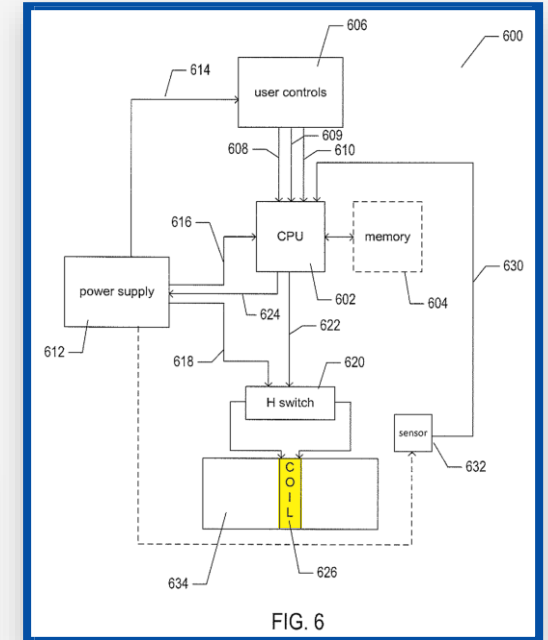 606
600
614
user controls
609
608
610
616
CPU
memory
630
power supply
602
604
624
622
612
618
620
H switch
sensor
632
COIL
634
626
FIG. 6